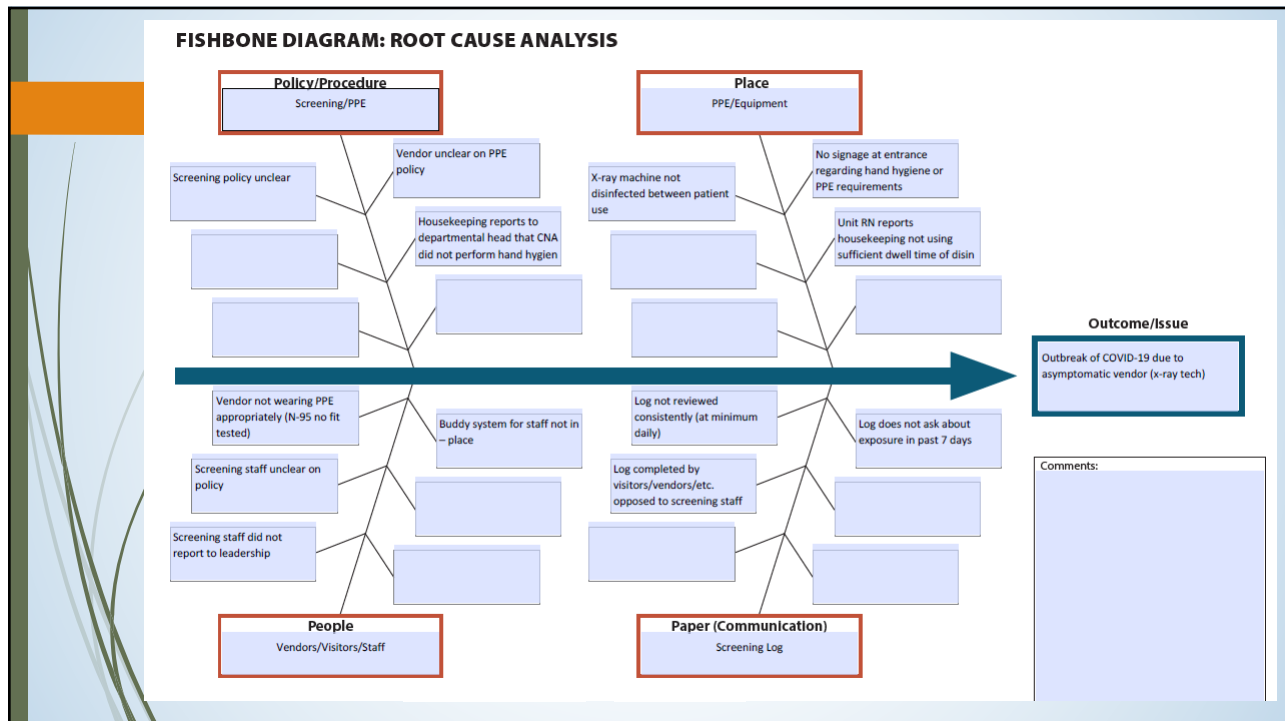 FISHBONE DIAGRAM: ROOT CAUSE ANALYSIS
Policy/Procedure
Screening/PPE
Place
PPE/Equipment
Screening policy unclear
Vendor unclear on PPE
policy
Housekeeping reports to
departmental head that CNA
did not perform hand hygien
X-ray machine not
disinfected between patient
use
No signage at entrance
regarding hand hygiene or
PPE requirements
Unit RN reports
housekeeping not using
sufficient dwell time of disin
Outcome/Issue
Outbreak of COVID-19 due to
asymptomatic vendor (x-ray tech)
Vendor not wearing PPE
appropriately (N-95 no fit
tested)
Buddy system for staff not in
– place
Screening staff unclear on
policy
Screening staff did not
report to leadership
Log not reviewed
consistently (at minimum
daily)
Log does not ask about
exposure in past 7 days
Log completed by
visitors/vendors/etc.
opposed to screening staff
Comments:
People
Vendors/Visitors/Staff
Paper (Communication)
Screening Log